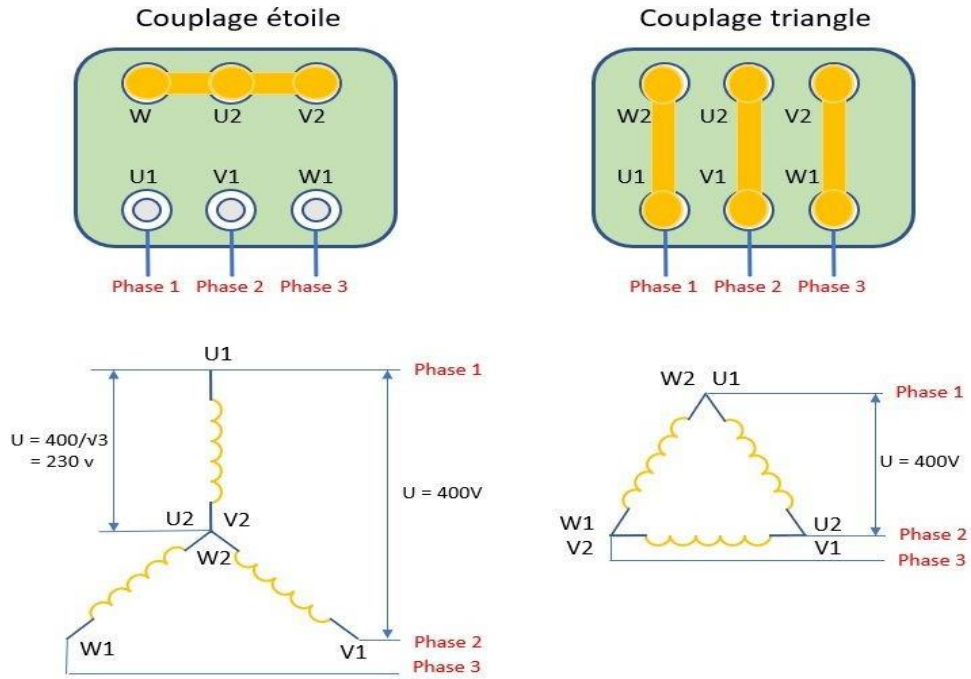 Couplage étoile
W U2 V2
U1 V1 W1
Phase 1 Phase 2 Phase 3
U1
Phase 1
U = 400/√3
= 230 v
U = 400V
U2 V2
W2
W1
V1
Phase 2
Phase 3
Couplage triangle
W2 U2 V2
U1 V1 W1
Phase 1 Phase 2 Phase 3
W2 U1
Phase 1
U = 400V
W1
V2
U2
V1
Phase 2
Phase 3